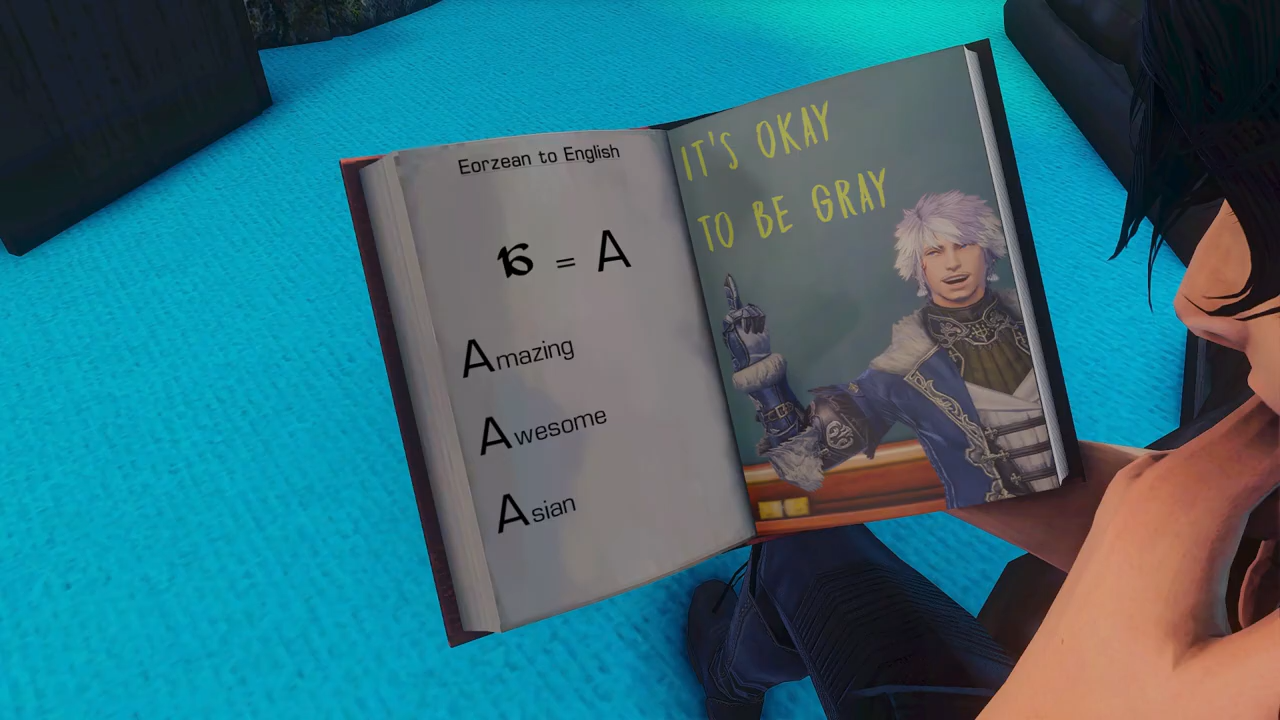 Eorzean to English
= A
Amazing
Awesome
Asian
IT'S OKAY
TO BE GRAY